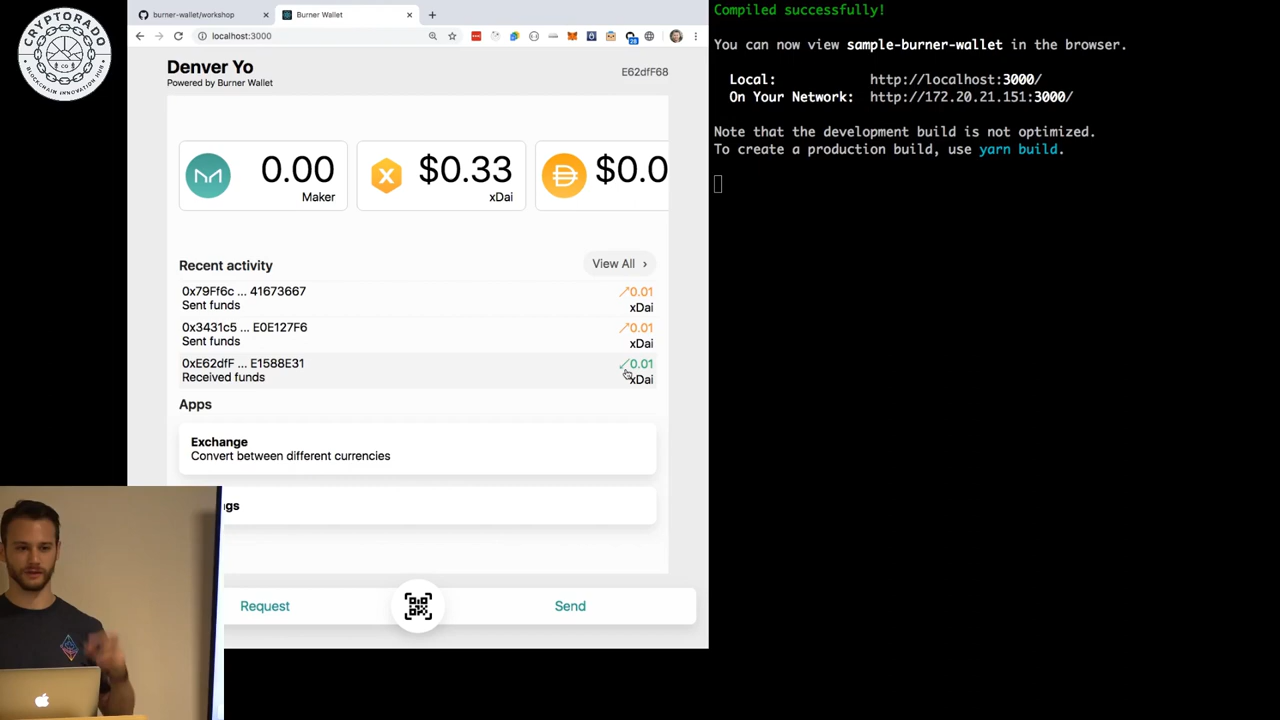 CRYPTORADO
BLOCKCHAIN INNOVATION HUB
CO
burner-wallet/workshop
Burner Wallet
localhost:3000
28
Denver Yo
Powered by Burner Wallet
E62dfF68
0.00
Maker
$0.33
xDai
$0.0
Recent activity
View All
0x79Ff6c ... 41673667
Sent funds
0.01
xDai
0x3431c5 ... E0E127F6
Sent funds
0.01
xDai
0xE62dfF ... E1588E31
Received funds
0.01
xDai
Apps
Exchange
Convert between different currencies
ngs
Request
Send
Compiled successfully!
You can now view sample-burner-wallet in the browser.
Local: http://localhost:3000/
On Your Network: http://172.20.21.151:3000/
Note that the development build is not optimized.
To create a production build, use yarn build.